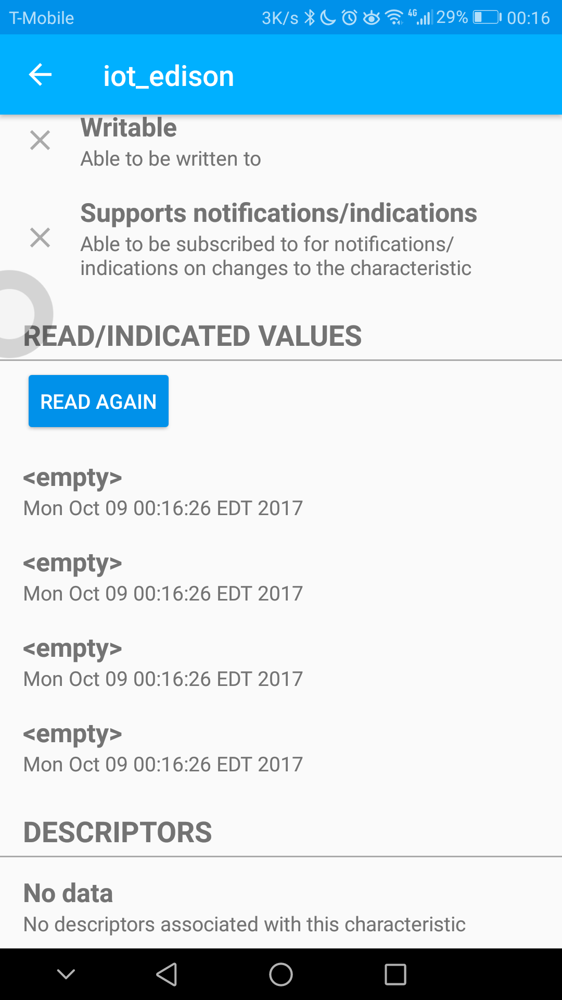 T-Mobile 3K/s 4G 29% 00:16
iot_edison
Writable
Able to be written to
Supports notifications/indications
Able to be subscribed to for notifications/
indications on changes to the characteristic
READ/INDICATED VALUES
READ AGAIN
<empty>
Mon Oct 09 00:16:26 EDT 2017
<empty>
Mon Oct 09 00:16:26 EDT 2017
<empty>
Mon Oct 09 00:16:26 EDT 2017
<empty>
Mon Oct 09 00:16:26 EDT 2017
DESCRIPTORS
No data
No descriptors associated with this characteristic